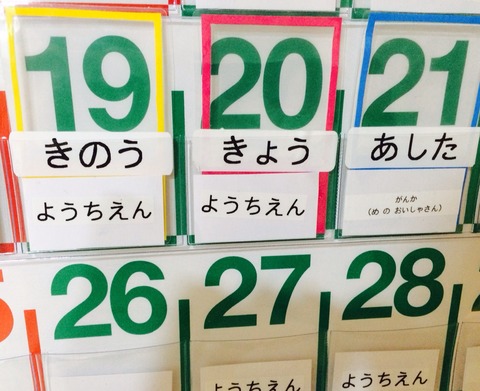 19 20 21
きのう きょう あした
ようちえん ようちえん がんか
（め の おいしゃさん）
26 27 28
ようちえん ようちえん